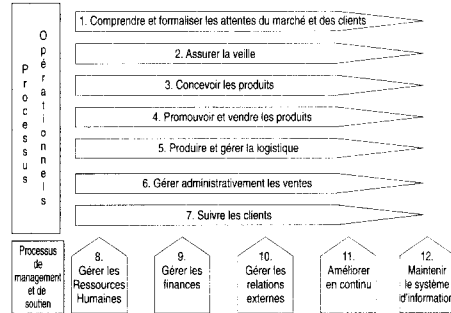 Processus
Opérationnels
1. Comprendre et formaliser les attentes du marché et des clients
2. Assurer la veille
3. Concevoir les produits
4. Promouvoir et vendre les produits
5. Produire et gérer la logistique
6. Gérer administrativement les ventes
7. Suivre les clients
Processus
de
management
et de
soutien
8.
Gérer les
Ressources
Humaines
9.
Gérer les
finances
10.
Gérer les
relations
externes
11.
Améliorer
en continu
12.
Maintenir
le système
d'information